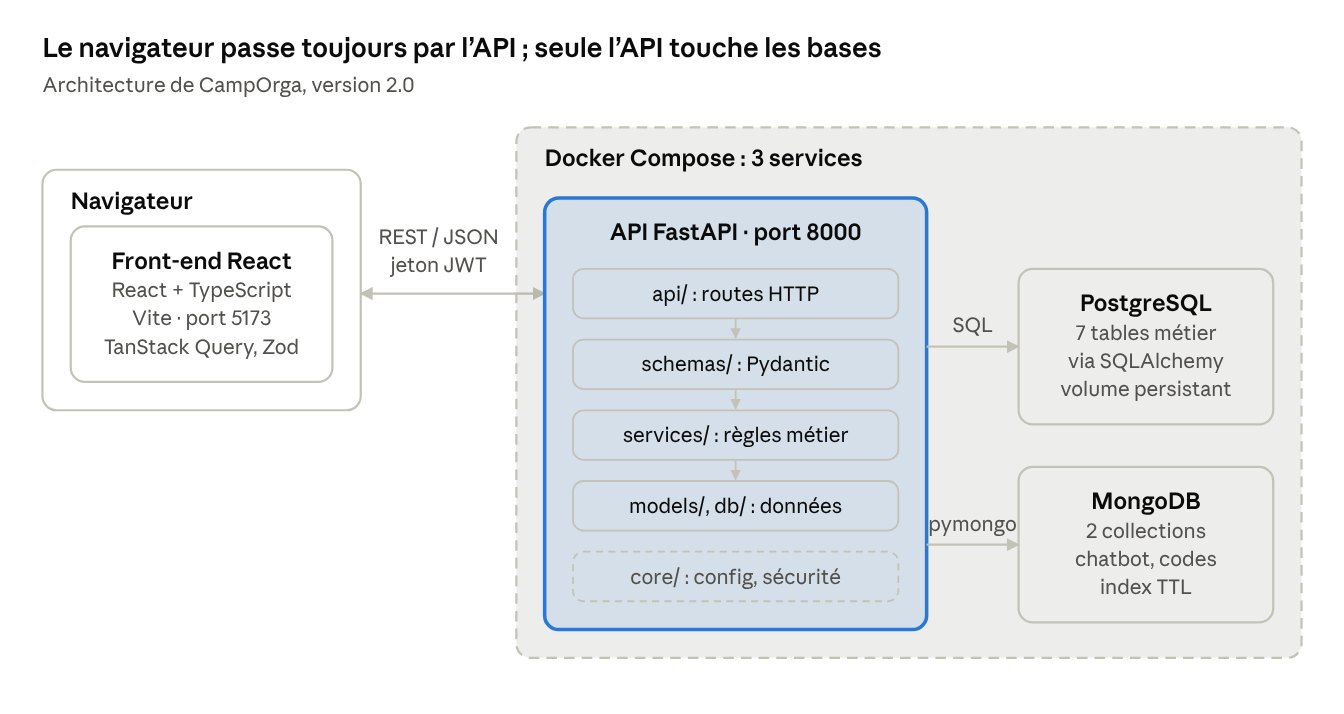 Le navigateur passe toujours par l’API ; seule l’API touche les bases
Architecture de CampOrga, version 2.0
Navigateur
Front-end React
React + TypeScript
Vite · port 5173
TanStack Query, Zod
REST / JSON
jeton JWT
Docker Compose : 3 services
API FastAPI · port 8000
api/ : routes HTTP
schemas/ : Pydantic
services/ : règles métier
models/, db/ : données
core/ : config, sécurité
SQL
pymongo
PostgreSQL
7 tables métier
via SQLAlchemy
volume persistant
MongoDB
2 collections
chatbot, codes
index TTL